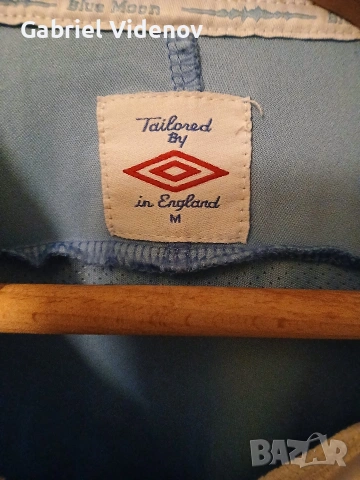 Gabriel Videnov
Blue Moon
Tailored
By
in England
M
BAZAR